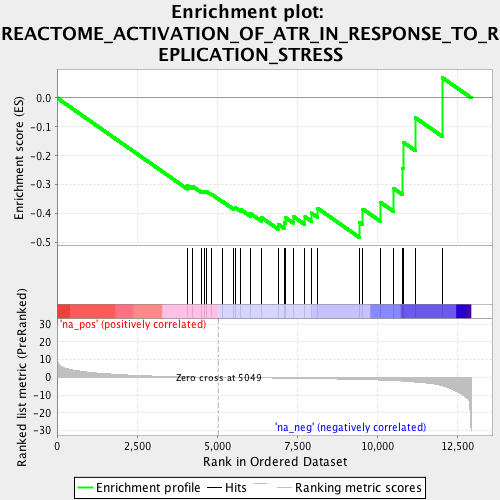 Enrichment plot:
REACTOME_ACTIVATION_OF_ATR_IN_RESPONSE_TO_R
EPLICATION_STRESS
Enrichment score (ES)
0.0
-0.1
-0.2
-0.3
-0.4
-0.5
'na_pos' (positively correlated)
Ranked list metric (PreRanked)
30
20
10
0
-10
-20
-30
Zero cross at 5049
'na_neg' (negatively correlated)
0 2,500 5,000 7,500 10,000 12,500
Rank in Ordered Dataset
Enrichment profile Hits Ranking metric scores